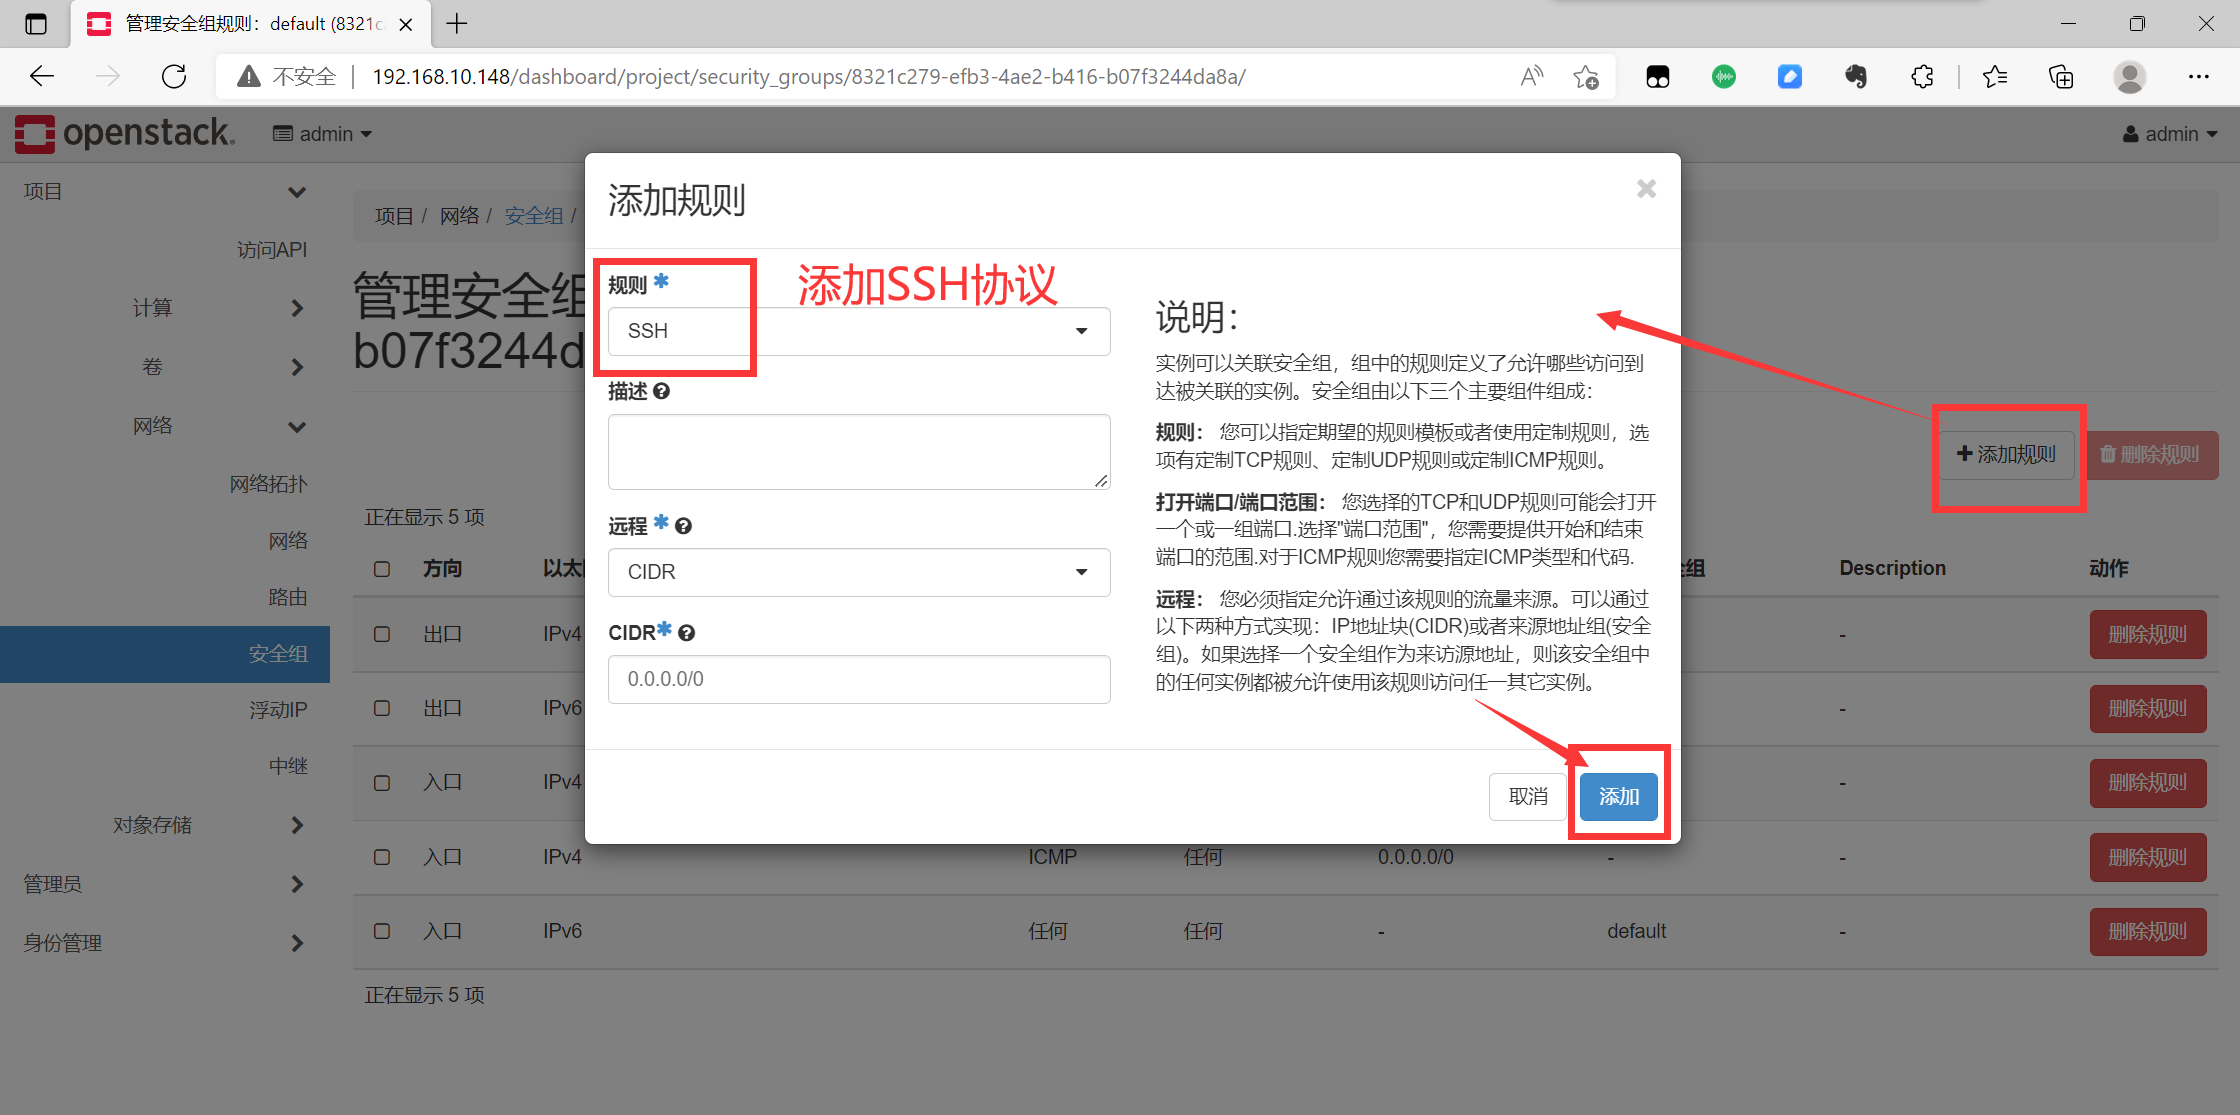 管理安全组规则：default (8321c
不安全
192.168.10.148/dashboard/project/security_groups/8321c279-efb3-4ae2-b416-b07f3244da8a/
openstack.
admin
admin
项目
访问API
计算
卷
网络
网络拓扑
网络
路由
安全组
浮动IP
中继
对象存储
管理员
身份管理
项目 / 网络 / 安全组 /
管理安全组
b07f3244d
添加规则
删除规则
正在显示 5 项
方向 以太 组 Description 动作
出口 IPv4 - 删除规则
出口 IPv6 - 删除规则
入口 IPv4 - 删除规则
入口 IPv4 ICMP 任何 0.0.0.0/0 - - 删除规则
入口 IPv6 任何 任何 - default - 删除规则
正在显示 5 项
添加规则
规则 *
SSH
添加SSH协议
描述
远程 *
CIDR
CIDR*
0.0.0.0/0
说明：
实例可以关联安全组，组中的规则定义了允许哪些访问到
达被关联的实例。安全组由以下三个主要组件组成：
规则： 您可以指定期望的规则模板或者使用定制规则，选
项有定制TCP规则、定制UDP规则或定制ICMP规则。
打开端口/端口范围： 您选择的TCP和UDP规则可能会打开
一个或一组端口.选择"端口范围"，您需要提供开始和结束
端口的范围.对于ICMP规则您需要指定ICMP类型和代码.
远程： 您必须指定允许通过该规则的流量来源。可以通过
以下两种方式实现：IP地址块(CIDR)或者来源地址组(安全
组)。如果选择一个安全组作为来访源地址，则该安全组中
的任何实例都被允许使用该规则访问任一其它实例。
取消
添加